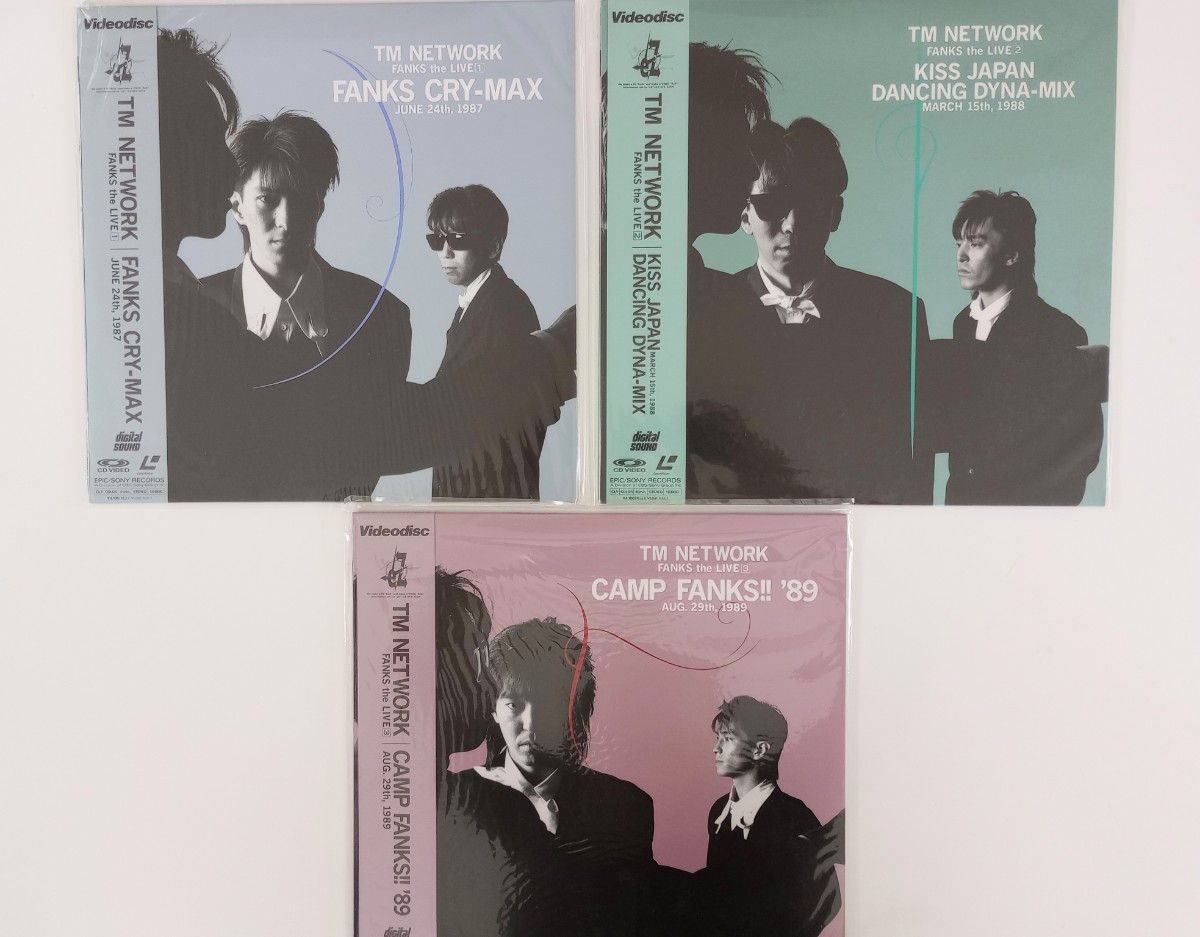 Videodisc
TM NETWORK
FANKS the LIVE 1
FANKS CRY-MAX
JUNE 24th, 1987
TM NETWORK
FANKS the LIVE 1
FANKS CRY-MAX
JUNE 24th, 1987
digital
SOUND
CD VIDEO
EPIC/SONY RECORDS
Videodisc
TM NETWORK
FANKS the LIVE 2
KISS JAPAN
DANCING DYNA-MIX
MARCH 15th, 1988
TM NETWORK
FANKS the LIVE 2
KISS JAPAN
DANCING DYNA-MIX
MARCH 15th, 1988
digital
SOUND
CD VIDEO
EPIC/SONY RECORDS
Videodisc
TM NETWORK
FANKS the LIVE 3
CAMP FANKS!! '89
AUG. 29th, 1989
TM NETWORK
FANKS the LIVE 3
CAMP FANKS!! '89
AUG. 29th, 1989
digital